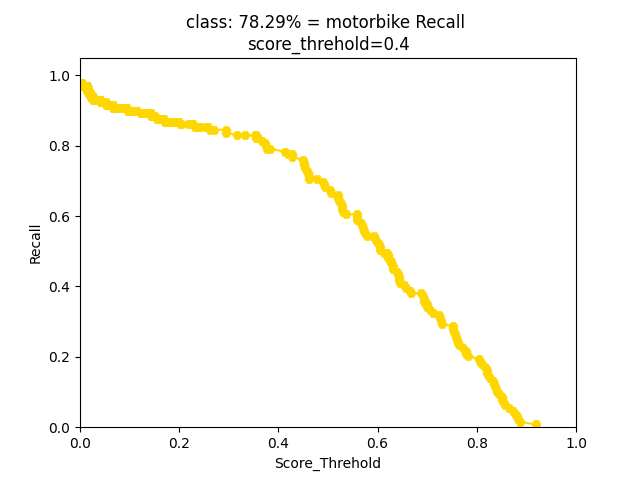 class: 78.29% = motorbike Recall
score_threhold=0.4
1.0
0.8
0.6
0.4
0.2
0.0
Recall
0.0 0.2 0.4 0.6 0.8 1.0
Score_Threhold